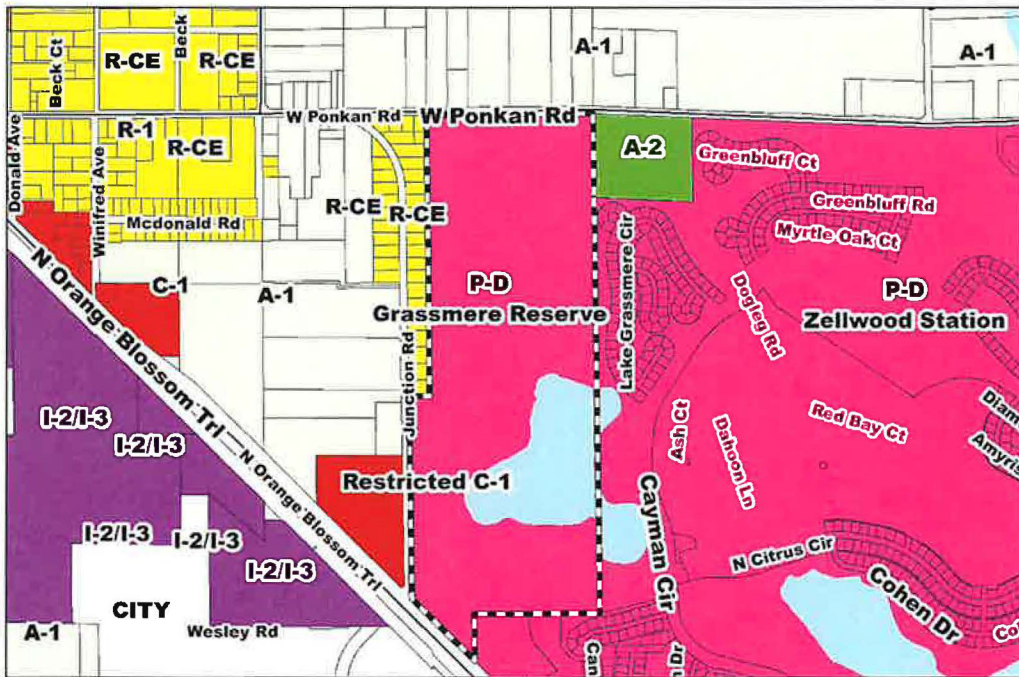 Beck Ct
R-CE
Beck
R-CE
A-1
A-1
Donald Ave
R-1
W Ponkan Rd
W Ponkan Rd
Winifred Ave
R-CE
A-2
Greenbluff Ct
R-CE
R-CE
Greenbluff Rd
Mcdonald Rd
Myrtle Oak Ct
N Orange Blossom Trl
C-1
A-1
P-D
P-D
Grassmere Reserve
Lake Grassmere Cir
Dogleg Rd
Zellwood Station
Junction Rd
I-2/I-3
I-2/I-3
N Orange Blossom Trl
Restricted C-1
Ash Ct
Dahoon Ln
Red Bay Ct
Diam
Amyris
Cayman Cir
I-2/I-3
I-2/I-3
I-2/I-3
N Citrus Cir
Cohen Dr
CITY
A-1
Wesley Rd
Can
Dr